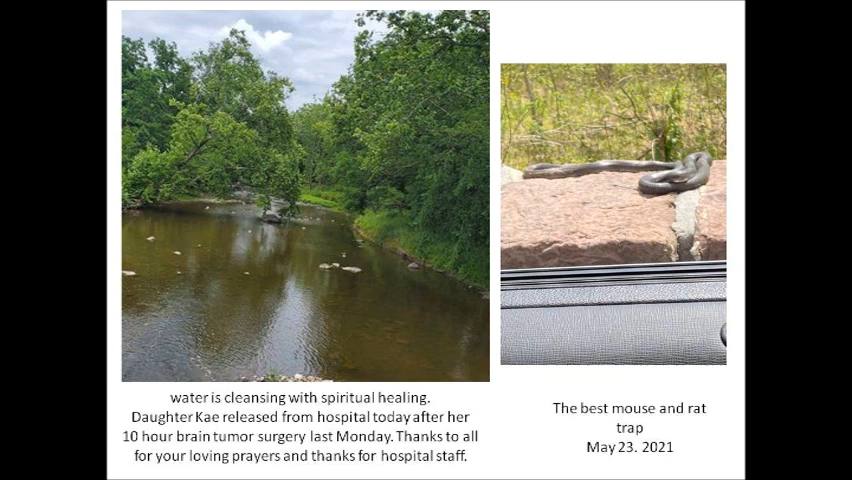 water is cleansing with spiritual healing.
Daughter Kae released from hospital today after her
10 hour brain tumor surgery last Monday. Thanks to all
for your loving prayers and thanks for hospital staff.
The best mouse and rat
trap
May 23. 2021